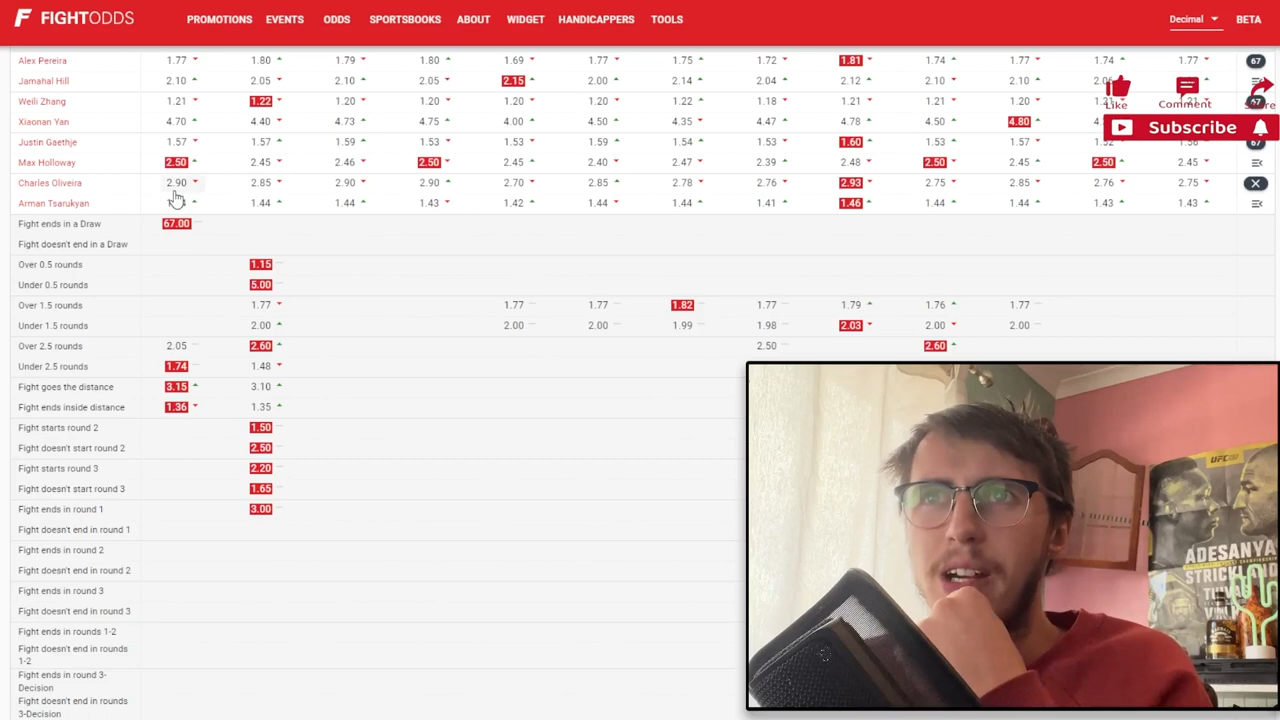 FIGHTODDS PROMOTIONS EVENTS ODDS SPORTSBOOKS ABOUT WIDGET HANDICAPPERS TOOLS Decimal BETA
Alex Pereira 1.77 1.80 1.79 1.80 1.69 1.77 1.75 1.72 1.81 1.74 1.77 1.74 1.77 67
Jamahal Hill 2.10 2.05 2.10 2.05 2.15 2.00 2.14 2.04 2.12 2.10 2.10
Weili Zhang 1.21 1.22 1.20 1.20 1.20 1.20 1.22 1.18 1.21 1.21 1.20
Like Comment Share
Xiaonan Yan 4.70 4.40 4.73 4.75 4.00 4.50 4.35 4.47 4.78 4.50 4.80
Subscribe
Justin Gaethje 1.57 1.57 1.59 1.53 1.53 1.57 1.54 1.57 1.60 1.53 1.57
Max Holloway 2.50 2.45 2.46 2.50 2.45 2.40 2.47 2.39 2.48 2.50 2.45 2.50 2.45
Charles Oliveira 2.90 2.85 2.90 2.90 2.70 2.85 2.78 2.76 2.93 2.75 2.85 2.76 2.75
Arman Tsarukyan 1.44 1.44 1.43 1.42 1.44 1.44 1.41 1.46 1.44 1.44 1.43 1.43
Fight ends in a Draw 67.00
Fight doesn't end in a Draw
Over 0.5 rounds 1.15
Under 0.5 rounds 5.00
Over 1.5 rounds 1.77 1.77 1.77 1.82 1.77 1.79 1.76 1.77
Under 1.5 rounds 2.00 2.00 2.00 1.99 1.98 2.03 2.00 2.00
Over 2.5 rounds 2.05 2.60 2.50 2.60
Under 2.5 rounds 1.74 1.48
Fight goes the distance 3.15 3.10
Fight ends inside distance 1.36 1.35
Fight starts round 2 1.50
Fight doesn't start round 2 2.50
Fight starts round 3 2.20
Fight doesn't start round 3 1.65
Fight ends in round 1 3.00
Fight doesn't end in round 1
Fight ends in round 2
Fight doesn't end in round 2
Fight ends in round 3
Fight doesn't end in round 3
Fight ends in rounds 1-2
Fight doesn't end in rounds
1-2
Fight ends in round 3-
Decision
Fight doesn't end in rounds
3-Decision
UFC
ADESANYA